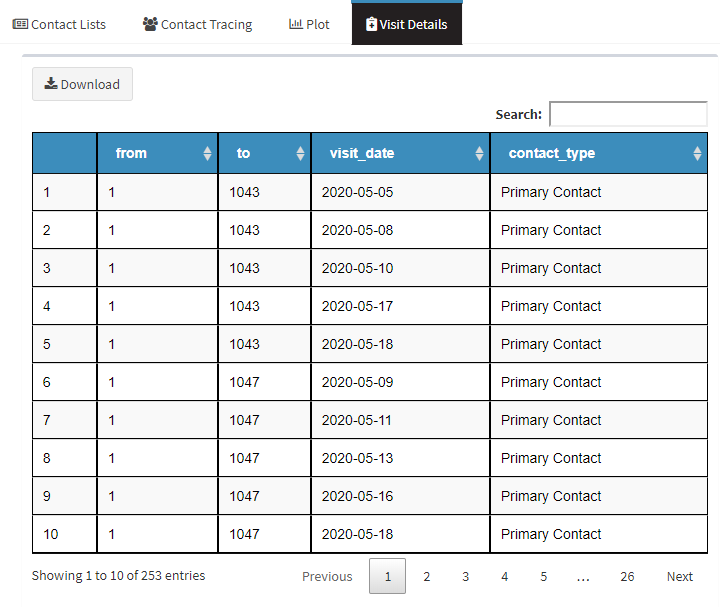 Contact Lists Contact Tracing Plot Visit Details
Download
Search:
from to visit_date contact_type
1 1 1043 2020-05-05 Primary Contact
2 1 1043 2020-05-08 Primary Contact
3 1 1043 2020-05-10 Primary Contact
4 1 1043 2020-05-17 Primary Contact
5 1 1043 2020-05-18 Primary Contact
6 1 1047 2020-05-09 Primary Contact
7 1 1047 2020-05-11 Primary Contact
8 1 1047 2020-05-13 Primary Contact
9 1 1047 2020-05-16 Primary Contact
10 1 1047 2020-05-18 Primary Contact
Showing 1 to 10 of 253 entries Previous 1 2 3 4 5 ... 26 Next